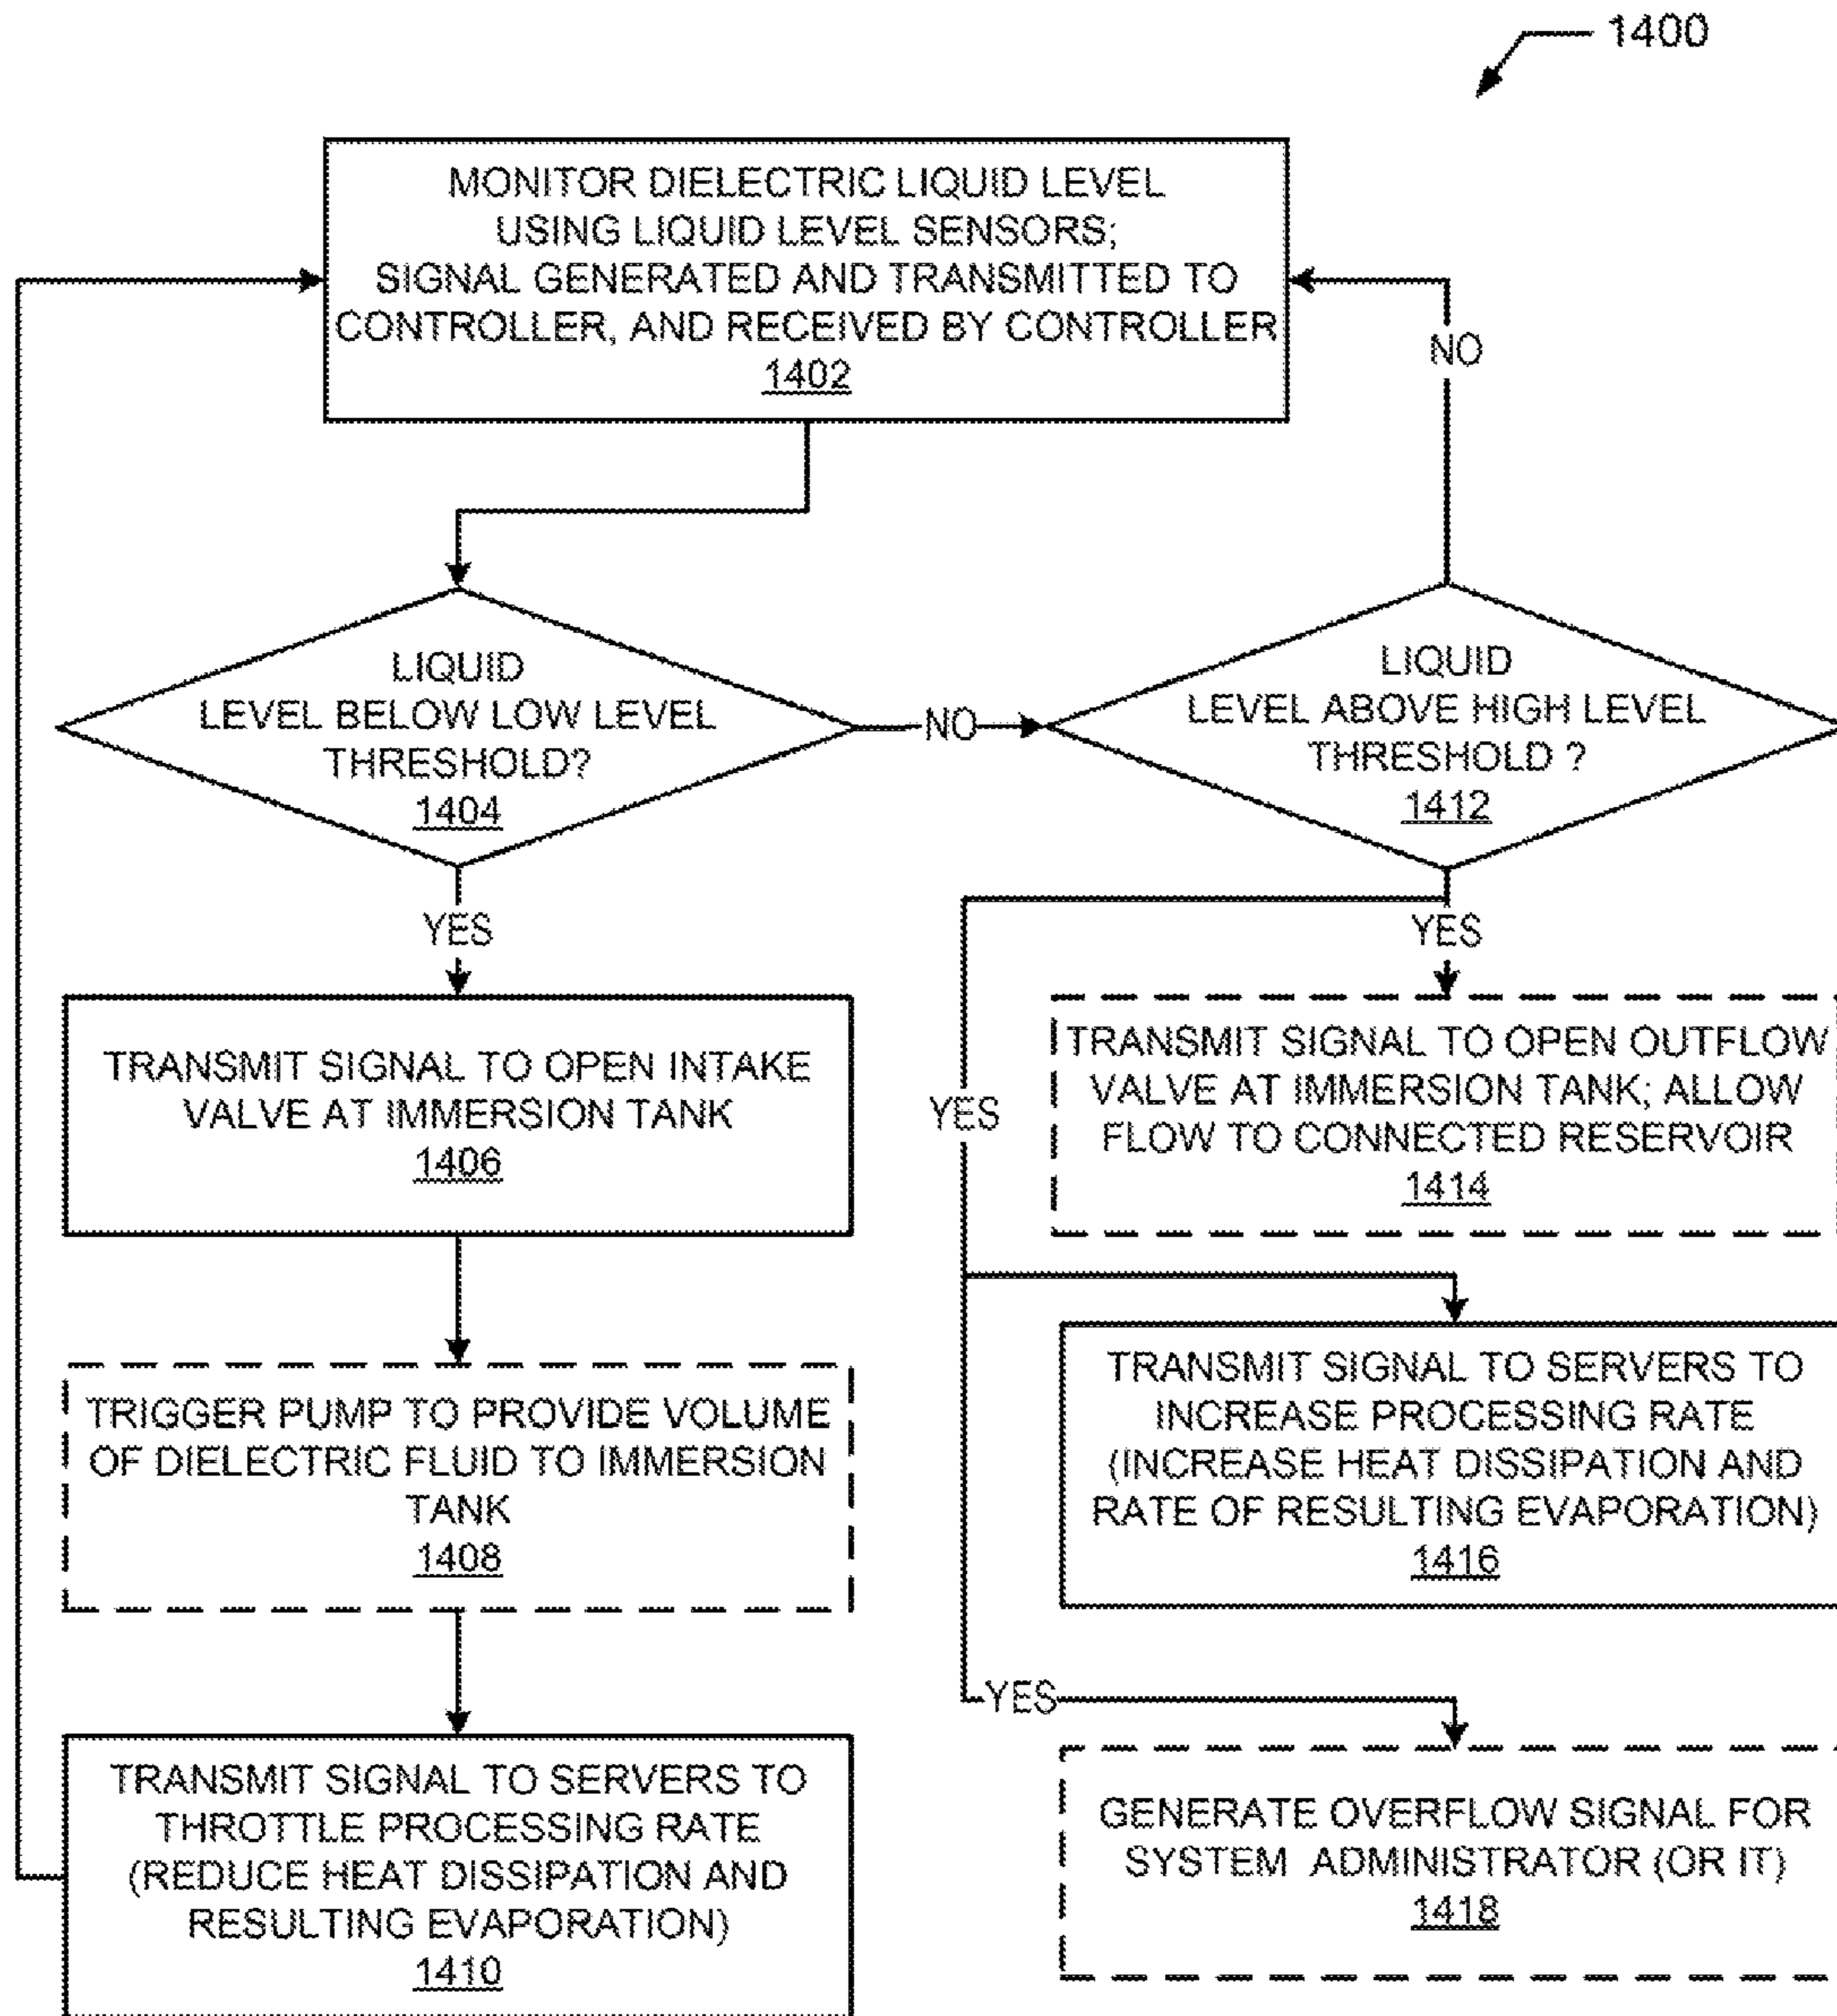 1400
MONITOR DIELECTRIC LIQUID LEVEL
USING LIQUID LEVEL SENSORS;
SIGNAL GENERATED AND TRANSMITTED TO
CONTROLLER, AND RECEIVED BY CONTROLLER
1402
NO
LIQUID
LEVEL BELOW LOW LEVEL
THRESHOLD?
1404
NO
LIQUID
LEVEL ABOVE HIGH LEVEL
THRESHOLD ?
1412
YES
YES
TRANSMIT SIGNAL TO OPEN INTAKE
VALVE AT IMMERSION TANK
1406
YES
TRANSMIT SIGNAL TO OPEN OUTFLOW
VALVE AT IMMERSION TANK; ALLOW
FLOW TO CONNECTED RESERVOIR
1414
TRIGGER PUMP TO PROVIDE VOLUME
OF DIELECTRIC FLUID TO IMMERSION
TANK
1408
TRANSMIT SIGNAL TO SERVERS TO
INCREASE PROCESSING RATE
(INCREASE HEAT DISSIPATION AND
RATE OF RESULTING EVAPORATION)
1416
YES
TRANSMIT SIGNAL TO SERVERS TO
THROTTLE PROCESSING RATE
(REDUCE HEAT DISSIPATION AND
RESULTING EVAPORATION)
1410
GENERATE OVERFLOW SIGNAL FOR
SYSTEM ADMINISTRATOR (OR IT)
1418